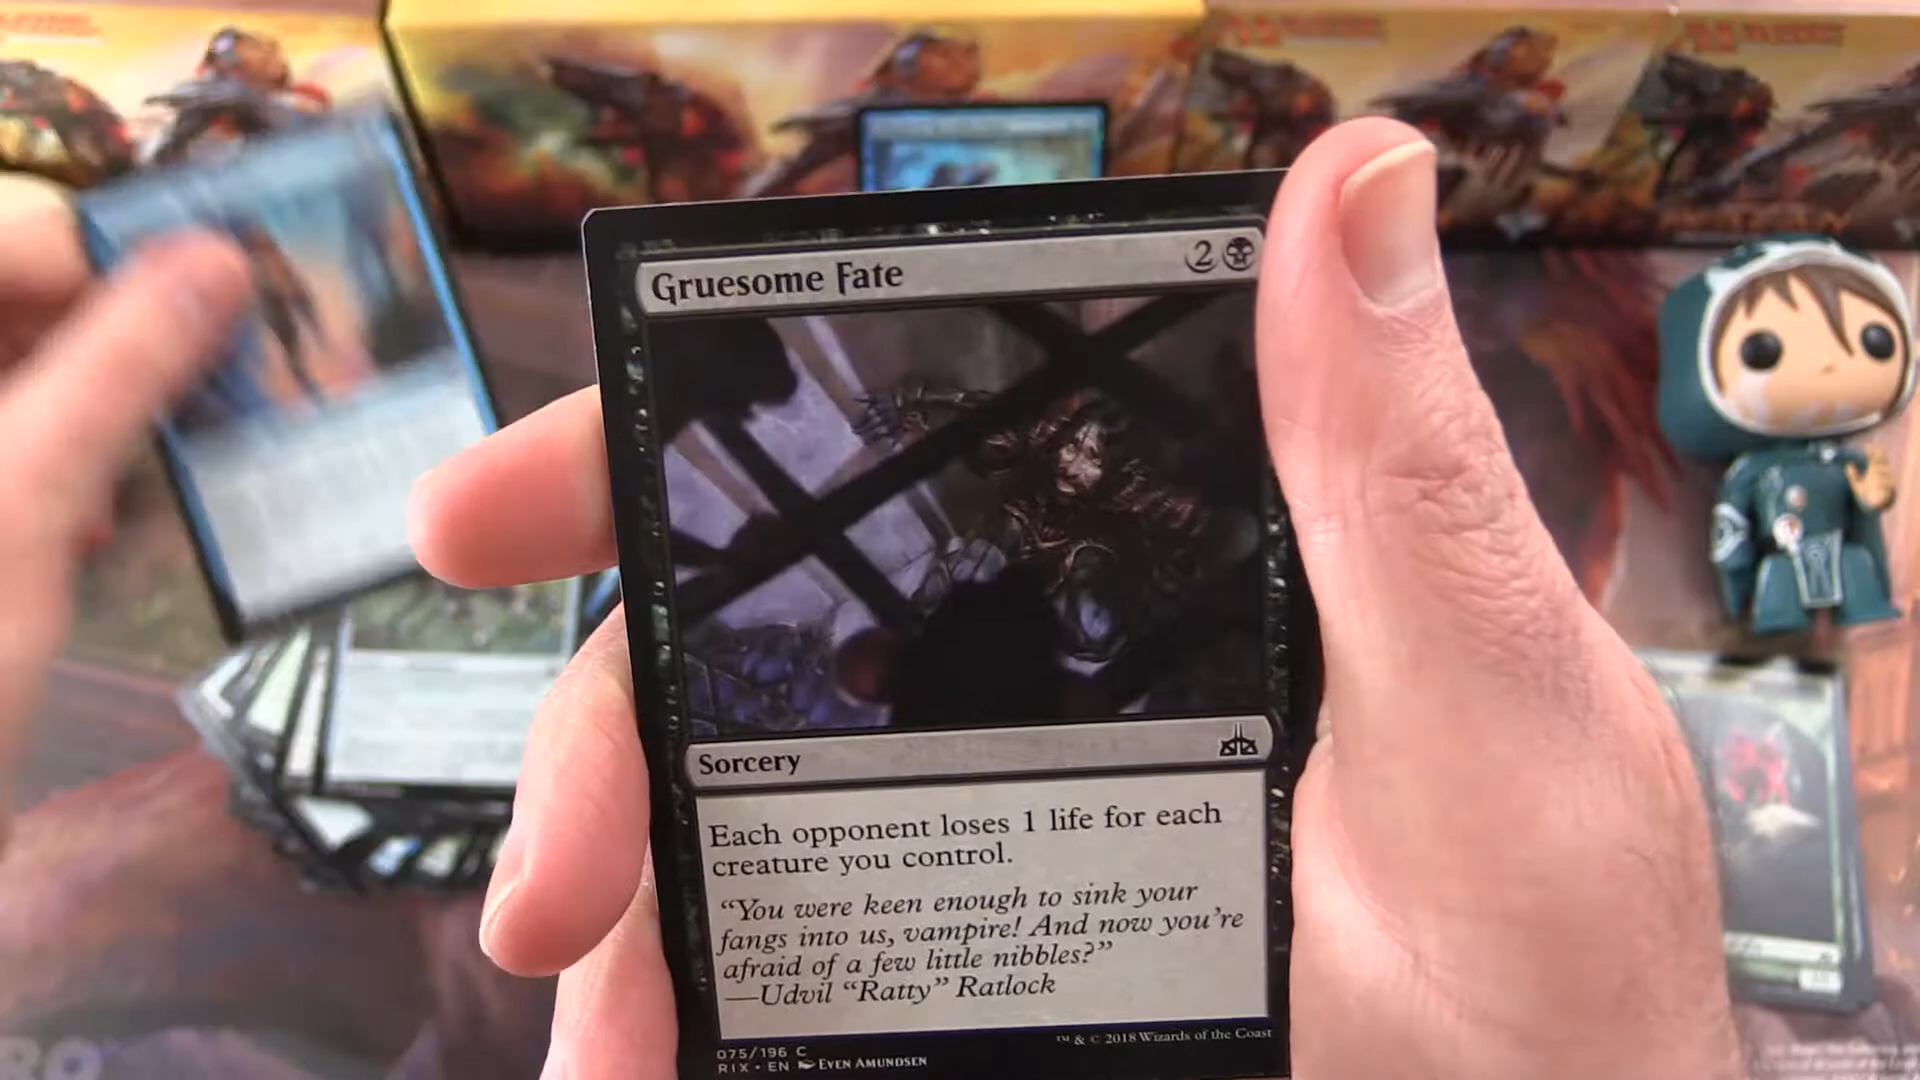 Gruesome Fate
2
Sorcery
Each opponent loses 1 life for each
creature you control.
“You were keen enough to sink your
fangs into us, vampire! And now you’re
afraid of a few little nibbles?”
—Udvil “Ratty” Ratlock
075/196 C
RIX • EN EVEN AMUNDSEN
™ & © 2018 Wizards of the Coast